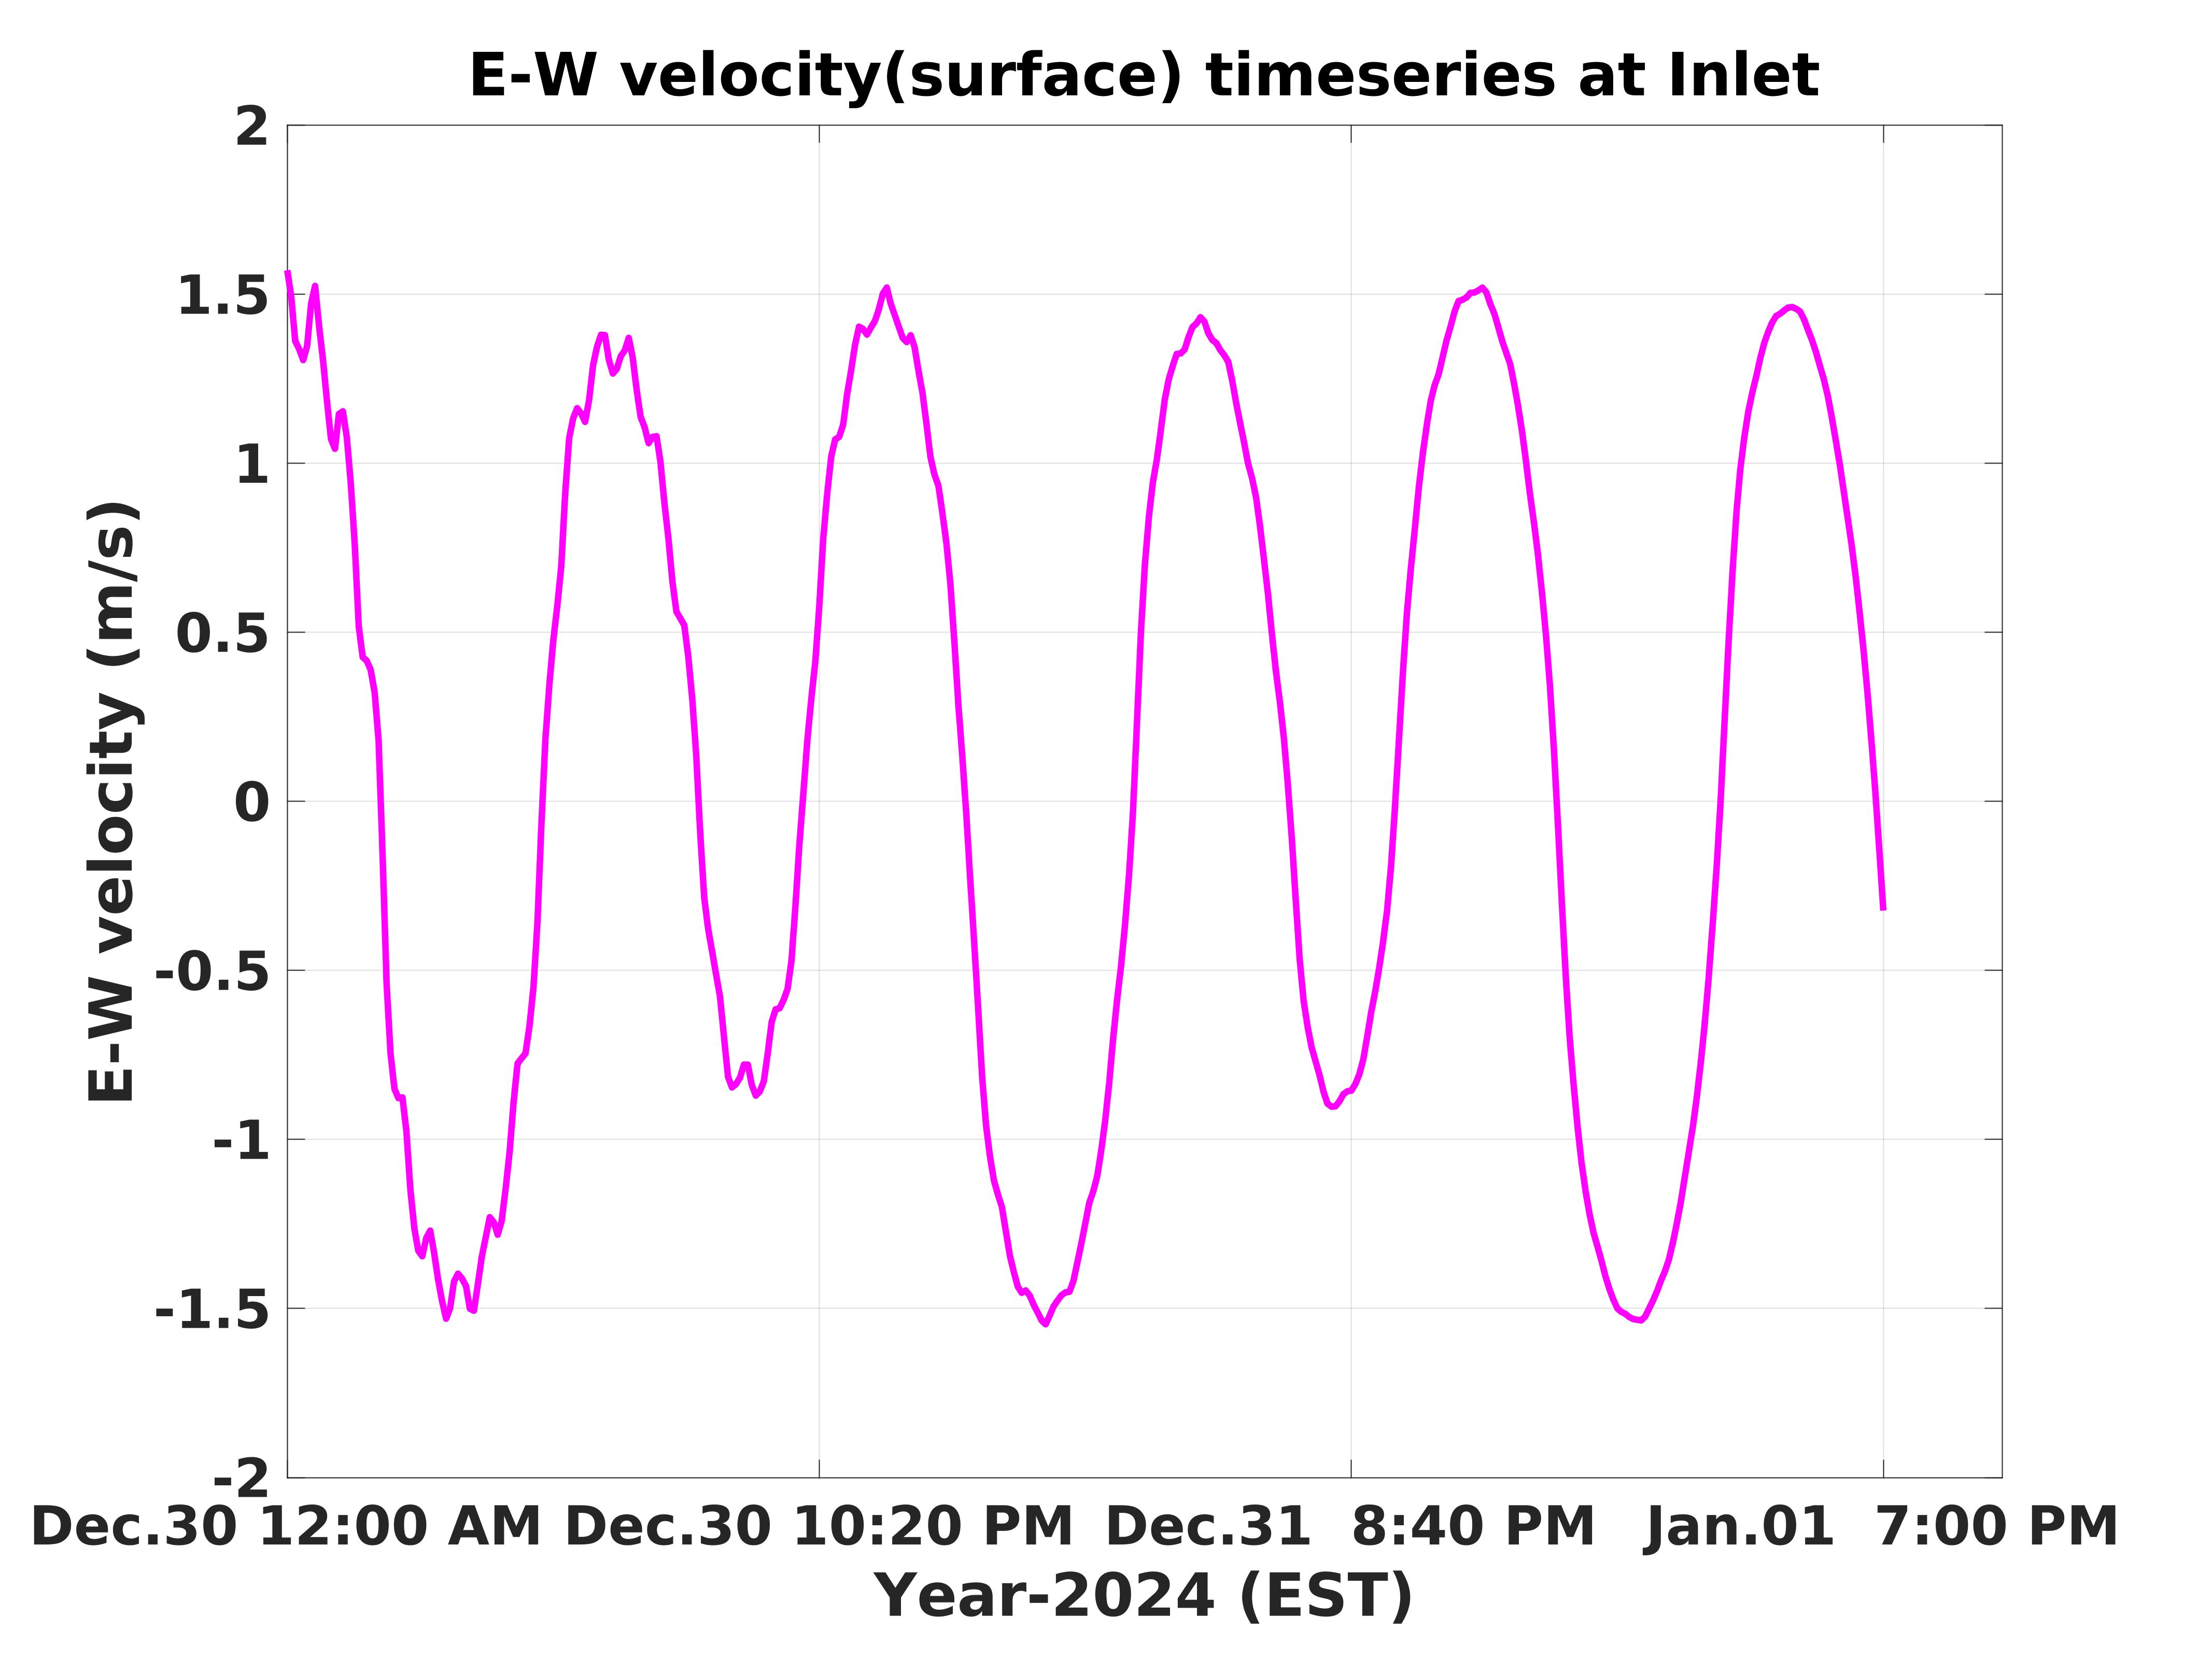 E-W velocity(surface) timeseries at Inlet
E-W velocity (m/s)
2
1.5
1
0.5
0
-0.5
-1
-1.5
-2
Dec.30 12:00 AM Dec.30 10:20 PM Dec.31 8:40 PM Jan.01 7:00 PM
Year-2024 (EST)